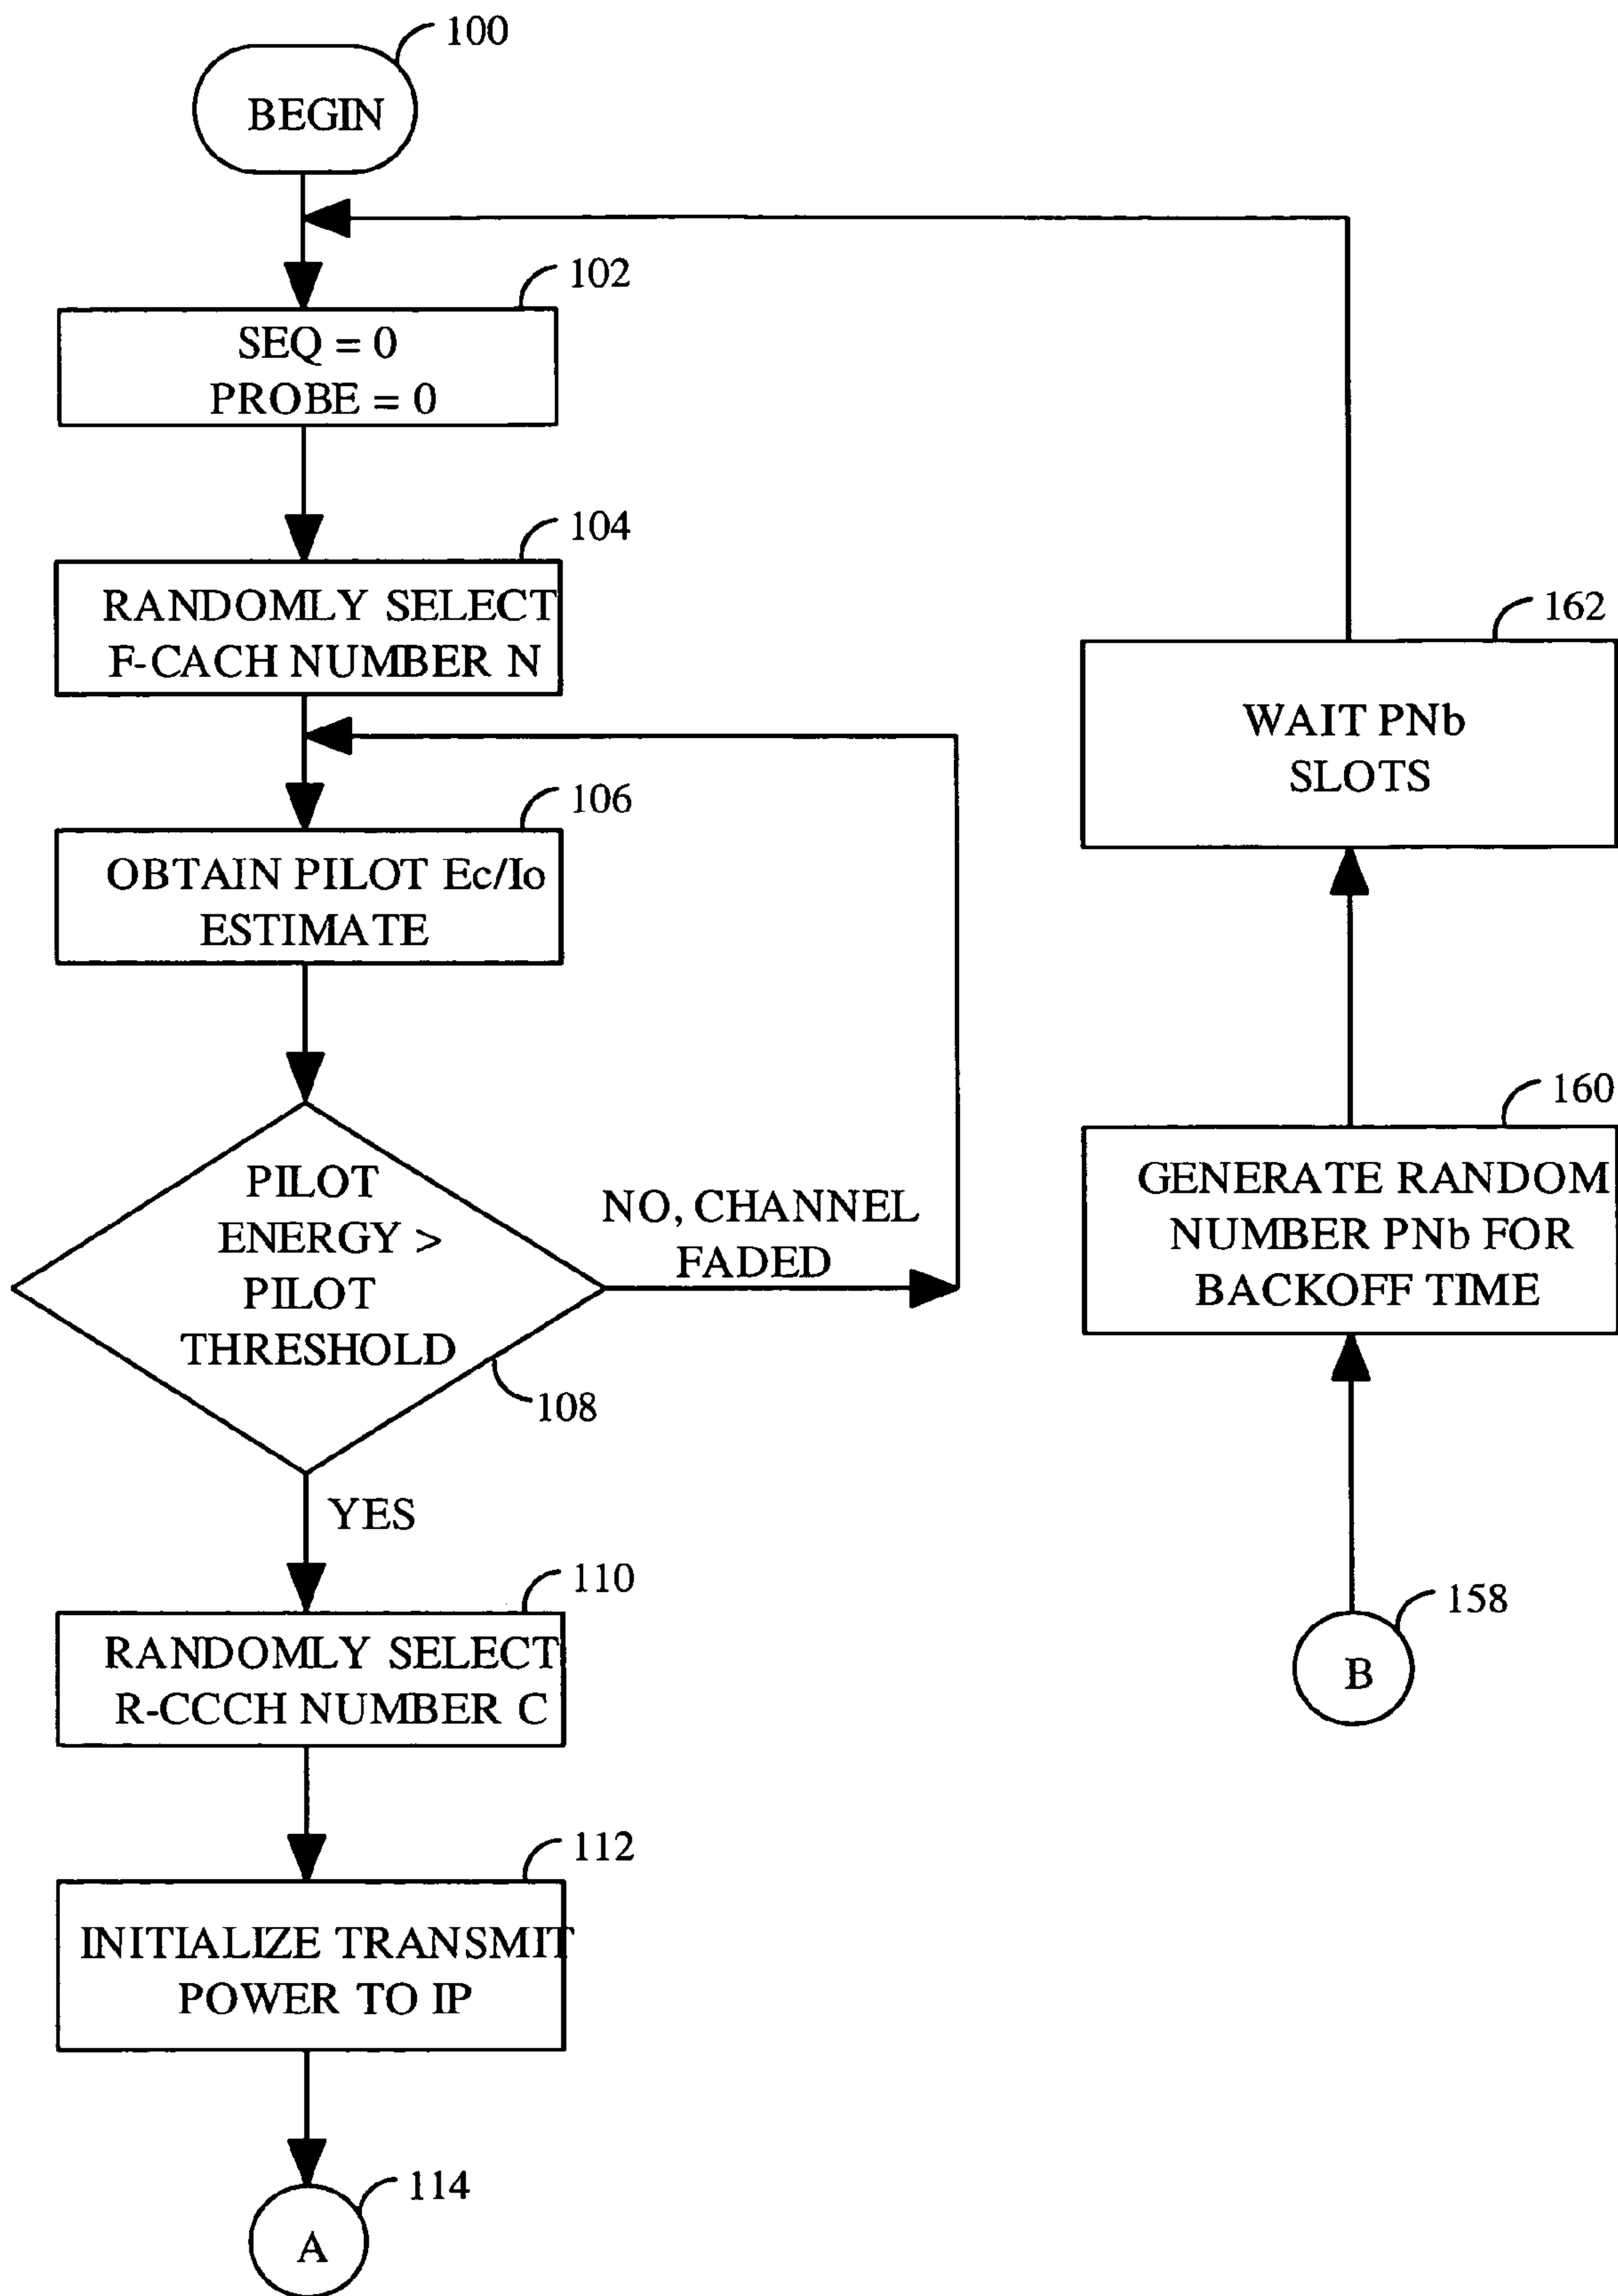 100
BEGIN
102
SEQ = 0
PROBE = 0
104
RANDOMLY SELECT
F-CACH NUMBER N
106
OBTAIN PILOT Ec/Io
ESTIMATE
PILOT
ENERGY >
PILOT
THRESHOLD
108
NO, CHANNEL
FADED
YES
110
RANDOMLY SELECT
R-CCCH NUMBER C
112
INITIALIZE TRANSMIT
POWER TO IP
114
A
162
WAIT PNb
SLOTS
160
GENERATE RANDOM
NUMBER PNb FOR
BACKOFF TIME
158
B